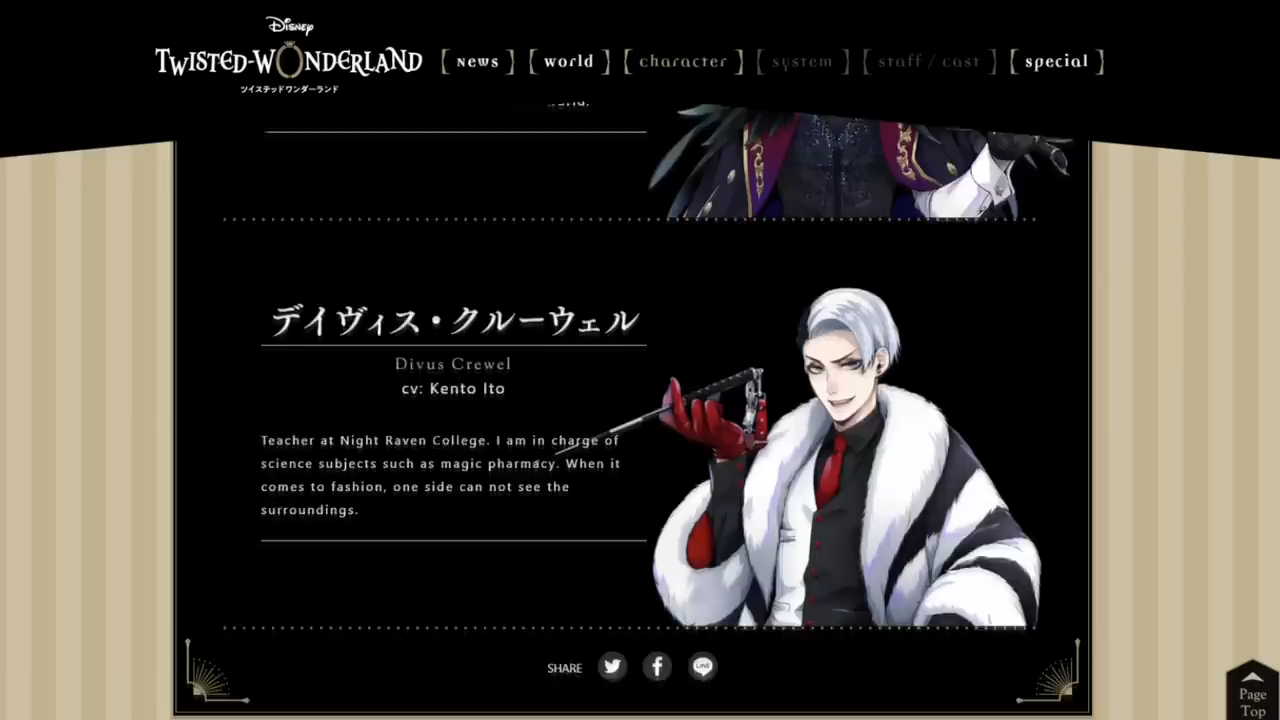 Disney
TWISTED-WONDERLAND
ツイステッドワンダーランド
news
world
character
system
staff / cast
special
デイヴィス・クルーウェル
Divus Crewel
cv: Kento Ito
Teacher at Night Raven College. I am in charge of
science subjects such as magic pharmacy. When it
comes to fashion, one side can not see the
surroundings.
SHARE
LINE
Page
Top